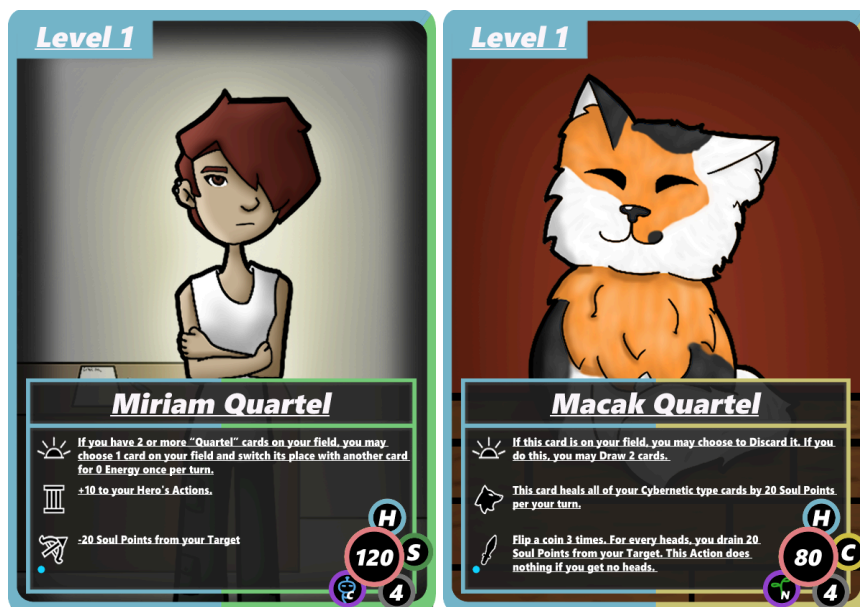 Level 1
Miriam Quartel
If you have 2 or more “Quartel” cards on your field, you may
choose 1 card on your field and switch its place with another card
for 0 Energy once per turn.
+10 to your Hero's Actions.
-20 Soul Points from your Target
H
120
S
C
4
Level 1
Macak Quartel
If this card is on your field, you may choose to Discard it. If you
do this, you may Draw 2 cards.
This card heals all of your Cybernetic type cards by 20 Soul Points
per your turn.
Flip a coin 3 times. For every heads, you drain 20
Soul Points from your Target. This Action does
nothing if you get no heads.
H
80
C
N
4